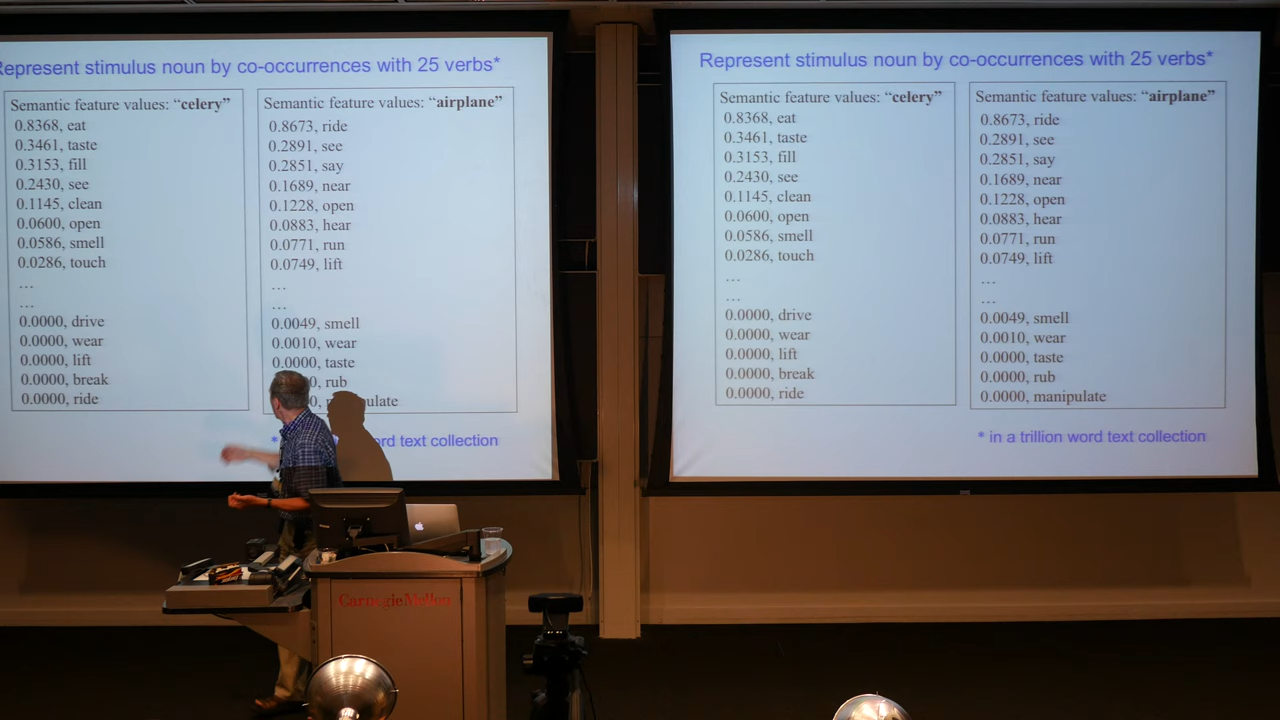 Represent stimulus noun by co-occurrences with 25 verbs*
Semantic feature values: “celery”
0.8368, eat
0.3461, taste
0.3153, fill
0.2430, see
0.1145, clean
0.0600, open
0.0586, smell
0.0286, touch
…
…
0.0000, drive
0.0000, wear
0.0000, lift
0.0000, break
0.0000, ride
Semantic feature values: “airplane”
0.8673, ride
0.2891, see
0.2851, say
0.1689, near
0.1228, open
0.0883, hear
0.0771, run
0.0749, lift
…
…
0.0049, smell
0.0010, wear
0.0000, taste
rub
ord text collection
Represent stimulus noun by co-occurrences with 25 verbs*
Semantic feature values: “celery”
0.8368, eat
0.3461, taste
0.3153, fill
0.2430, see
0.1145, clean
0.0600, open
0.0586, smell
0.0286, touch
…
…
0.0000, drive
0.0000, wear
0.0000, lift
0.0000, break
0.0000, ride
Semantic feature values: “airplane”
0.8673, ride
0.2891, see
0.2851, say
0.1689, near
0.1228, open
0.0883, hear
0.0771, run
0.0749, lift
…
…
0.0049, smell
0.0010, wear
0.0000, taste
0.0000, rub
0.0000, manipulate
* in a trillion word text collection
Carnegie Mellon